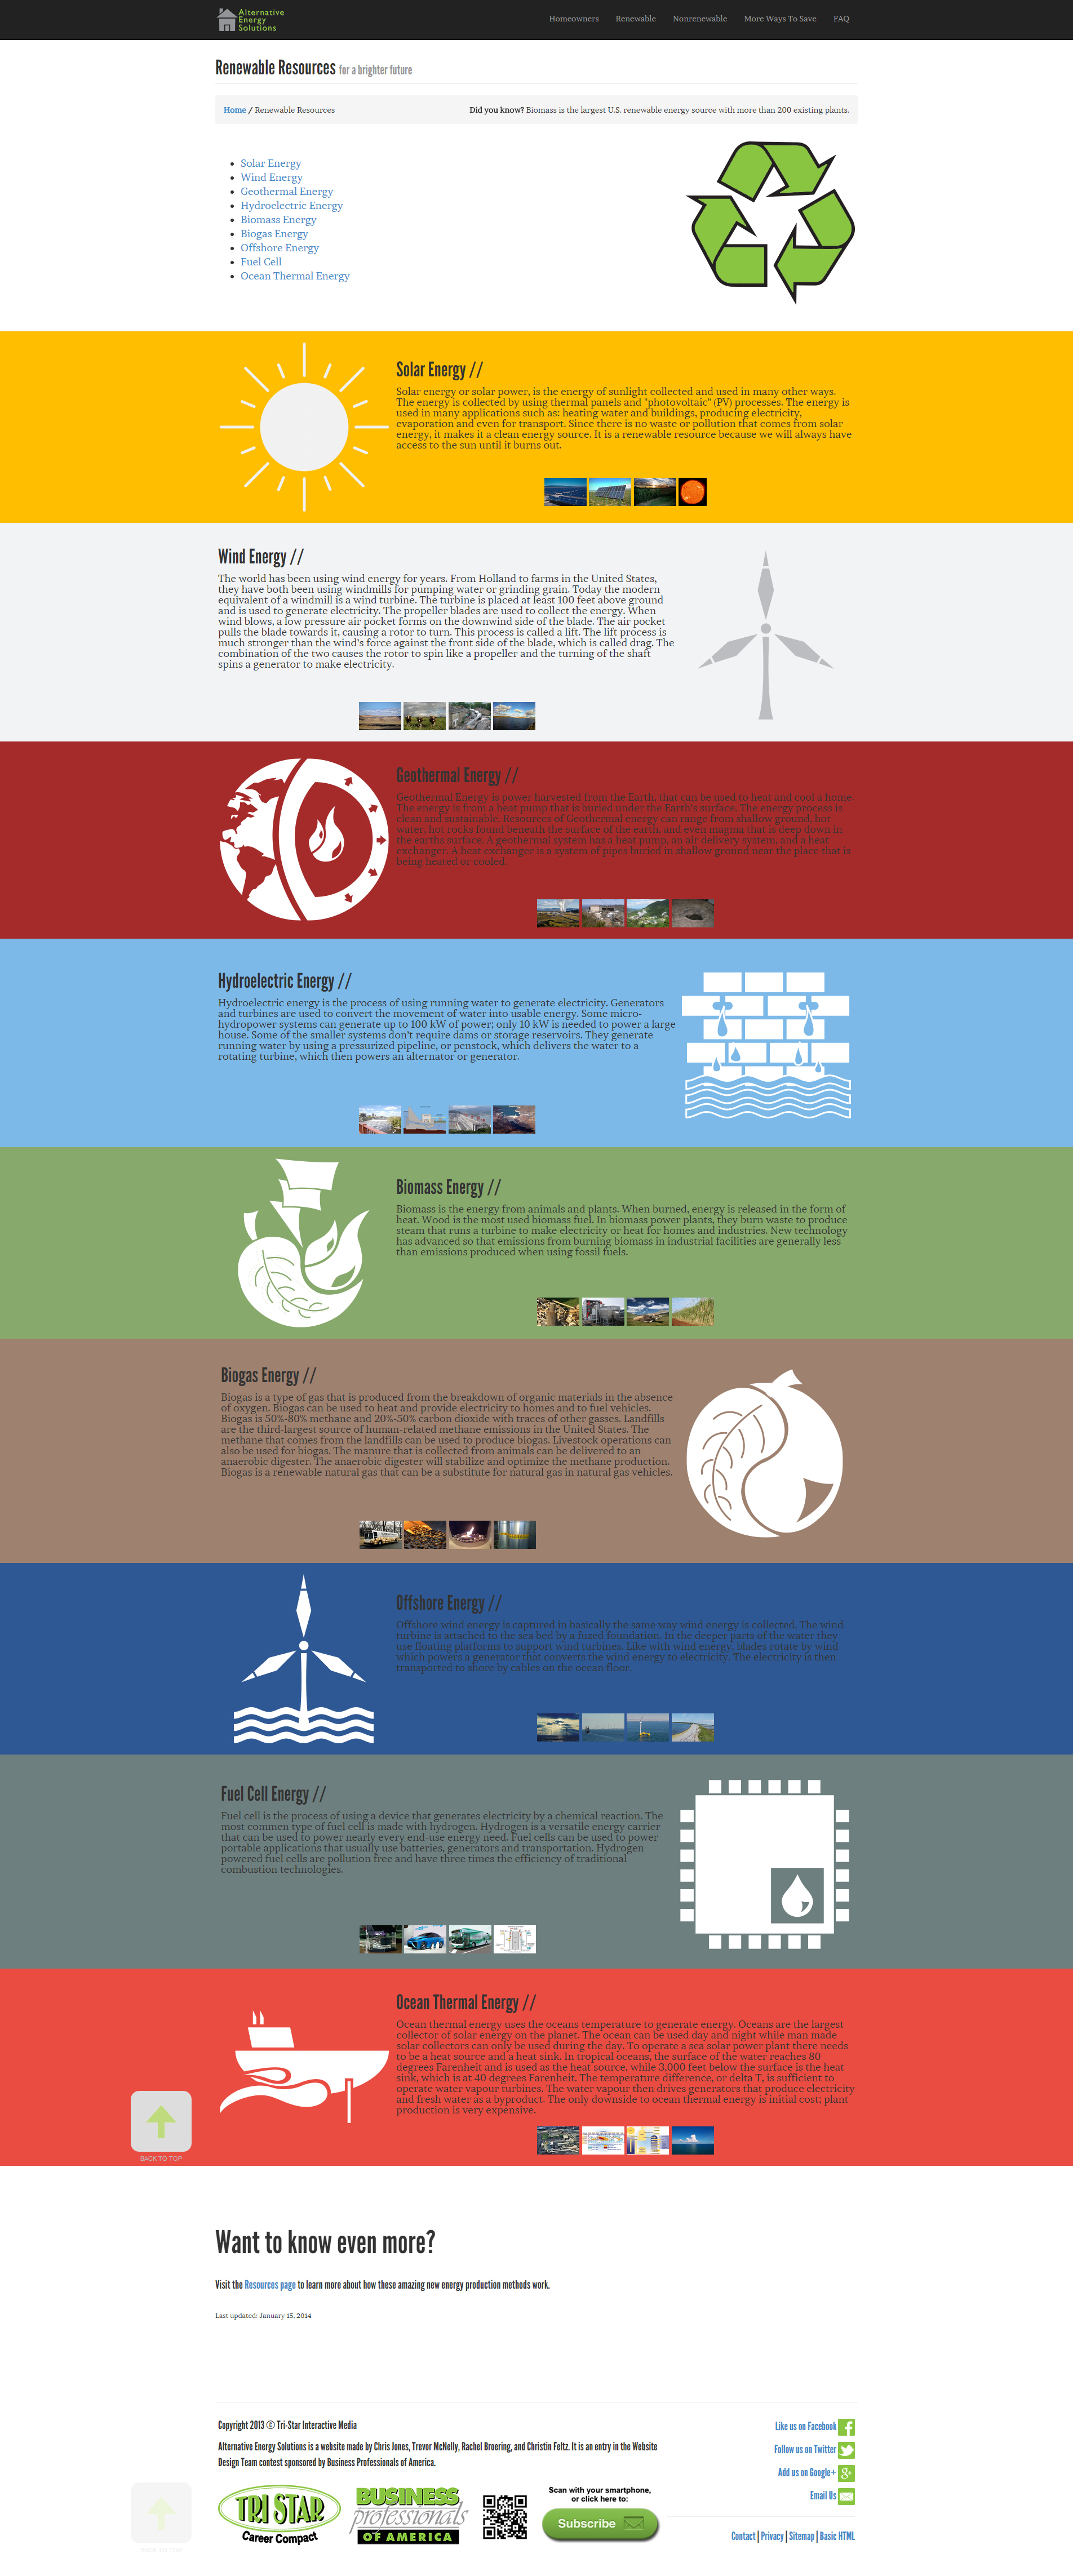 Alternative
Energy
Solutions
Homeowners Renewable Nonrenewable More Ways To Save FAQ
Renewable Resources for a brighter future
Home / Renewable Resources
Did you know? Biomass is the largest U.S. renewable energy source with more than 200 existing plants.
Solar Energy
Wind Energy
Geothermal Energy
Hydroelectric Energy
Biomass Energy
Biogas Energy
Offshore Energy
Fuel Cell
Ocean Thermal Energy
Solar Energy //
Solar energy or solar power, is the energy of sunlight collected and used in many other ways.
The energy is collected by using thermal panels and "photovoltaic" (PV) processes. The energy is
used in many applications such as: heating water and buildings, producing electricity,
evaporation and even for transport. Since there is no waste or pollution that comes from solar
energy, it makes it a clean energy source. It is a renewable resource because we will always have
access to the sun until it burns out.
Wind Energy //
The world has been using wind energy for years. From Holland to farms in the United States,
they have both been using windmills for pumping water or grinding grain. Today the modern
equivalent of a windmill is a wind turbine. The turbine is placed at least 100 feet above ground
and is used to generate electricity. The propeller blades are used to collect the energy. When
wind blows, a low pressure air pocket forms on the downwind side of the blade. The air pocket
pulls the blade towards it, causing a rotor to turn. This process is called a lift. The lift process is
much stronger than the wind's force against the front side of the blade, which is called drag. The
combination of the two causes the rotor to spin like a propeller and the turning of the shaft
spins a generator to make electricity.
Geothermal Energy //
Geothermal Energy is power harvested from the Earth, that can be used to heat and cool a home.
The energy is from a heat pump that is buried under the Earth's surface. The energy process is
clean and sustainable. Resources of Geothermal energy can range from shallow ground, hot
water, hot rocks found beneath the surface of the earth, and even magma that is deep down in
the earths surface. A geothermal system has a heat pump, an air delivery system, and a heat
exchanger. A heat exchanger is a system of pipes buried in shallow ground near the place that is
being heated or cooled.
Hydroelectric Energy //
Hydroelectric energy is the process of using running water to generate electricity. Generators
and turbines are used to convert the movement of water into usable energy. Some micro-
hydropower systems can generate up to 100 kW of power; only 10 kW is needed to power a large
house. Some of the smaller systems don't require dams or storage reservoirs. They generate
running water by using a pressurized pipeline, or penstock, which delivers the water to a
rotating turbine, which then powers an alternator or generator.
Biomass Energy //
Biomass is the energy from animals and plants. When burned, energy is released in the form of
heat. Wood is the most used biomass fuel. In biomass power plants, they burn waste to produce
steam that runs a turbine to make electricity or heat for homes and industries. New technology
has advanced so that emissions from burning biomass in industrial facilities are generally less
than emissions produced when using fossil fuels.
Biogas Energy //
Biogas is a type of gas that is produced from the breakdown of organic materials in the absence
of oxygen. Biogas can be used to heat and provide electricity to homes and to fuel vehicles.
Biogas is 50%-80% methane and 20%-50% carbon dioxide with traces of other gasses. Landfills
are the third-largest source of human-related methane emissions in the United States. The
methane that comes from the landfills can be used to produce biogas. Livestock operations can
also be used for biogas. The manure that is collected from animals can be delivered to an
anaerobic digester. The anaerobic digester will stabilize and optimize the methane production.
Biogas is a renewable natural gas that can be a substitute for natural gas in natural gas vehicles.
Offshore Energy //
Offshore wind energy is captured in basically the same way wind energy is collected. The wind
turbine is attached to the sea bed by a fuzed foundation. In the deeper parts of the water they
use floating platforms to support wind turbines. Like with wind energy, blades rotate by wind
which powers a generator that converts the wind energy to electricity. The electricity is then
transported to shore by cables on the ocean floor.
Fuel Cell Energy //
Fuel cell is the process of using a device that generates electricity by a chemical reaction. The
most commen type of fuel cell is made with hydrogen. Hydrogen is a versatile energy carrier
that can be used to power nearly every end-use energy need. Fuel cells can be used to power
portable applications that usually use batteries, generators and transportation. Hydrogen
powered fuel cells are pollution free and have three times the efficiency of traditional
combustion technologies.
Ocean Thermal Energy //
Ocean thermal energy uses the oceans temperature to generate energy. Oceans are the largest
collector of solar energy on the planet. The ocean can be used day and night while man made
solar collectors can only be used during the day. To operate a sea solar power plant there needs
to be a heat source and a heat sink. In tropical oceans, the surface of the water reaches 80
degrees Farenheit and is used as the heat source, while 3,000 feet below the surface is the heat
sink, which is at 40 degrees Farenheit. The temperature difference, or delta T, is sufficient to
operate water vapour turbines. The water vapour then drives generators that produce electricity
and fresh water as a byproduct. The only downside to ocean thermal energy is initial cost; plant
production is very expensive.
BACK TO TOP
Want to know even more?
Visit the Resources page to learn more about how these amazing new energy production methods work.
Last updated: January 15, 2014
Copyright 2013 © Tri-Star Interactive Media
Alternative Energy Solutions is a website made by Chris Jones, Trevor McNelly, Rachel Broering, and Christin Feltz. It is an entry in the Website
Design Team contest sponsored by Business Professionals of America.
Like us on Facebook
Follow us on Twitter
Add us on Google+
Email Us
TRI STAR
Career Compact
BUSINESS
professionals
OF AMERICA
Scan with your smartphone,
or click here to:
Subscribe
Contact | Privacy | Sitemap | Basic HTML
BACK TO TOP